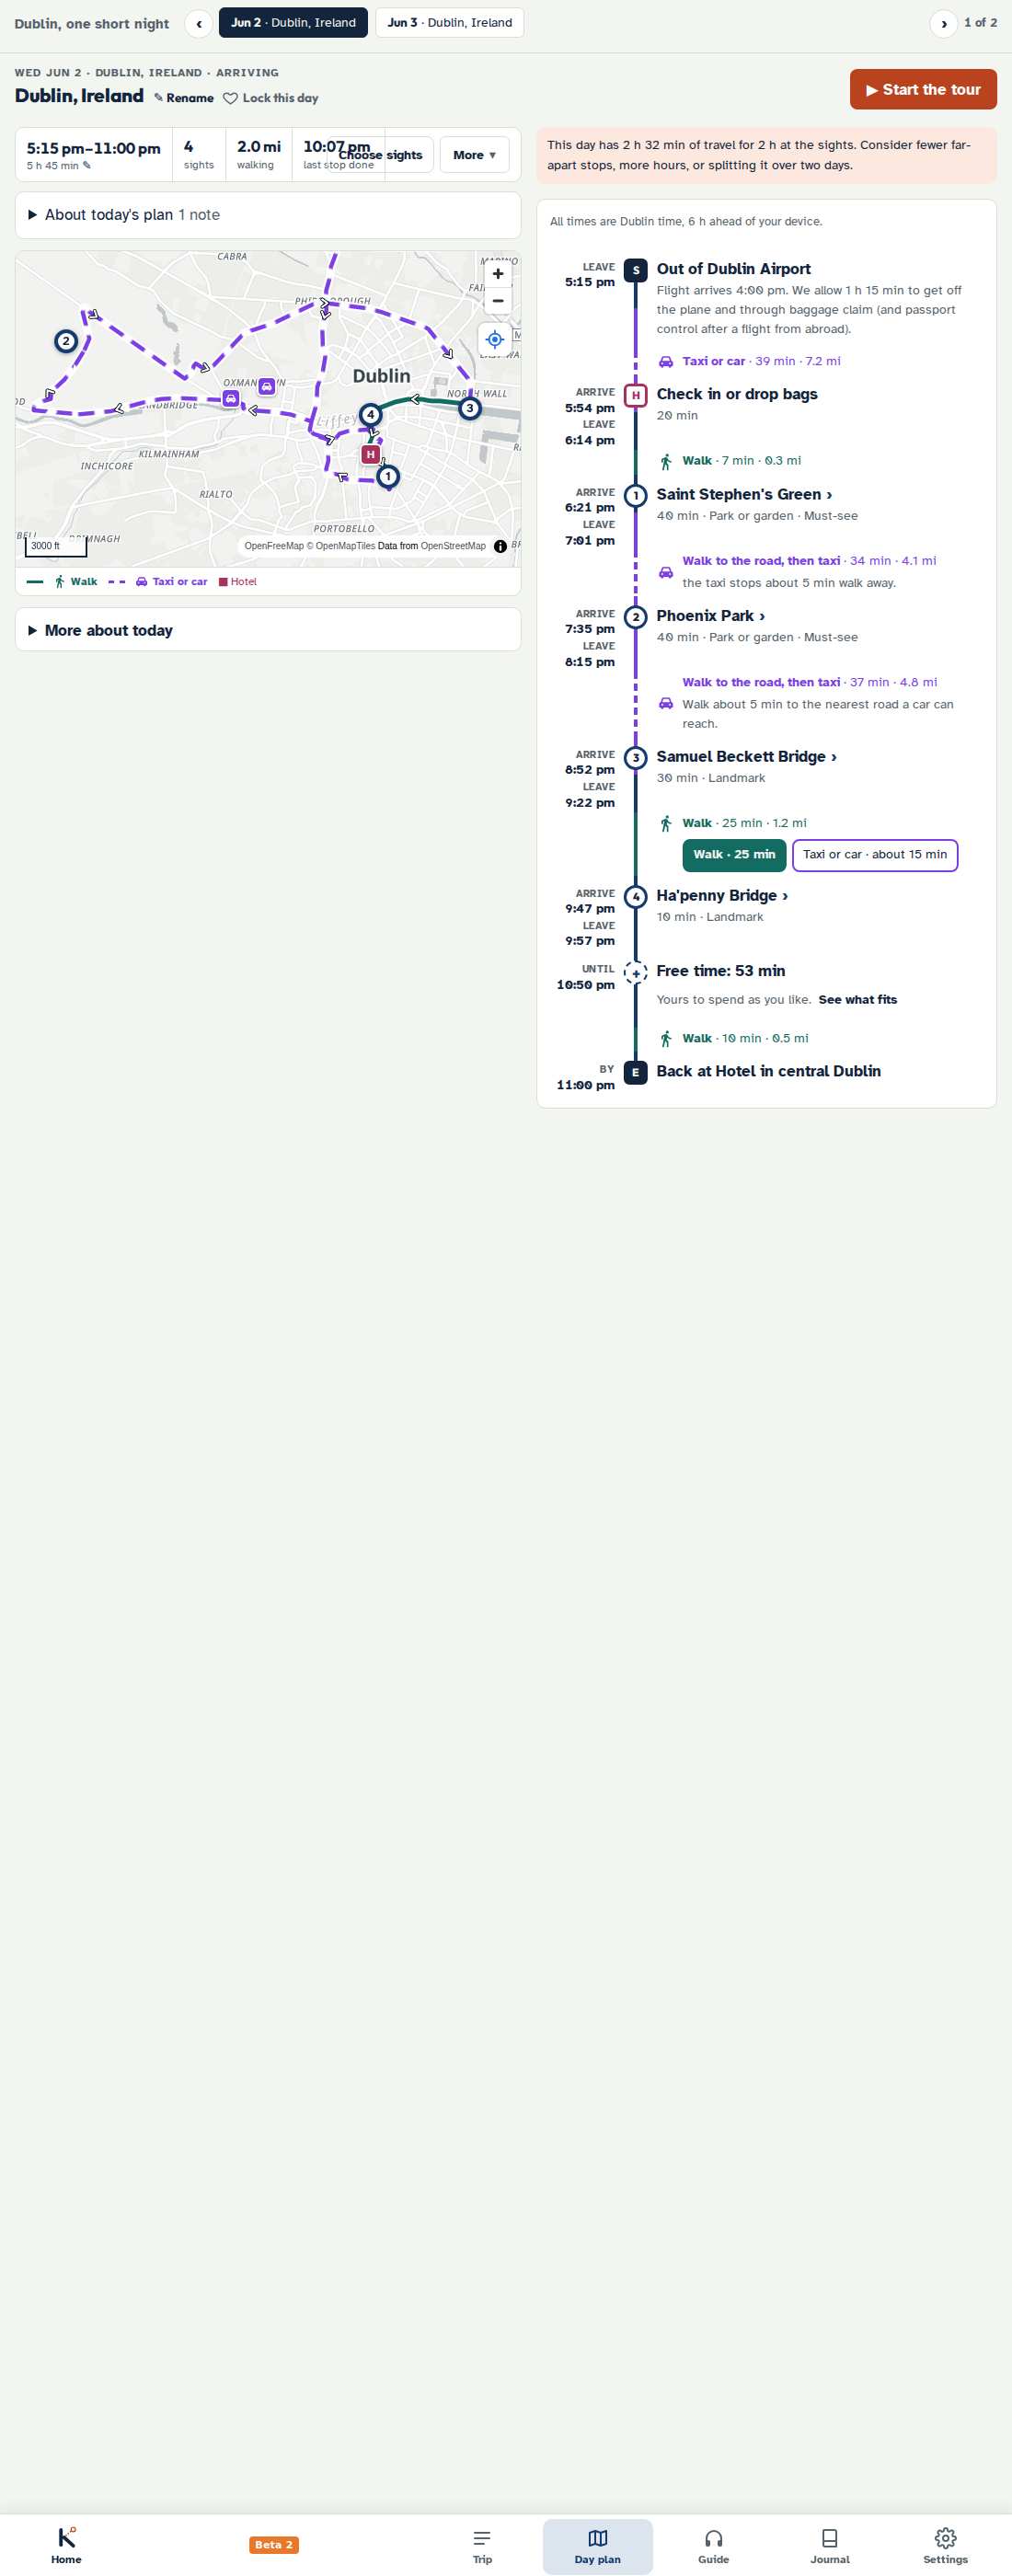 Dublin, one short night
‹
Jun 2 · Dublin, Ireland
Jun 3 · Dublin, Ireland
›
1 of 2
WED JUN 2 · DUBLIN, IRELAND · ARRIVING
Dublin, Ireland
✎ Rename
Lock this day
▶ Start the tour
5:15 pm–11:00 pm
5 h 45 min ✎
4
sights
2.0 mi
walking
10:07 pm
last stop done
Choose sights
More ▼
▶ About today's plan 1 note
CABRA
MARINO
PHIBSBOROUGH
Dublin
NORTH WALL
Liffey
KILMAINHAM
INCHICORE
RIALTO
PORTOBELLO
+
−
2
4
3
H
1
3000 ft
OpenFreeMap © OpenMapTiles Data from OpenStreetMap
Walk
Taxi or car
Hotel
▶ More about today
This day has 2 h 32 min of travel for 2 h at the sights. Consider fewer far-
apart stops, more hours, or splitting it over two days.
All times are Dublin time, 6 h ahead of your device.
LEAVE
5:15 pm
S
Out of Dublin Airport
Flight arrives 4:00 pm. We allow 1 h 15 min to get off
the plane and through baggage claim (and passport
control after a flight from abroad).
Taxi or car · 39 min · 7.2 mi
ARRIVE
5:54 pm
LEAVE
6:14 pm
H
Check in or drop bags
20 min
Walk · 7 min · 0.3 mi
ARRIVE
6:21 pm
LEAVE
7:01 pm
1
Saint Stephen's Green ›
40 min · Park or garden · Must-see
Walk to the road, then taxi · 34 min · 4.1 mi
the taxi stops about 5 min walk away.
ARRIVE
7:35 pm
LEAVE
8:15 pm
2
Phoenix Park ›
40 min · Park or garden · Must-see
Walk to the road, then taxi · 37 min · 4.8 mi
Walk about 5 min to the nearest road a car can
reach.
ARRIVE
8:52 pm
LEAVE
9:22 pm
3
Samuel Beckett Bridge ›
30 min · Landmark
Walk · 25 min · 1.2 mi
Walk · 25 min
Taxi or car · about 15 min
ARRIVE
9:47 pm
LEAVE
9:57 pm
4
Ha'penny Bridge ›
10 min · Landmark
UNTIL
10:50 pm
+
Free time: 53 min
Yours to spend as you like. See what fits
Walk · 10 min · 0.5 mi
BY
11:00 pm
E
Back at Hotel in central Dublin
Home
Beta 2
Trip
Day plan
Guide
Journal
Settings